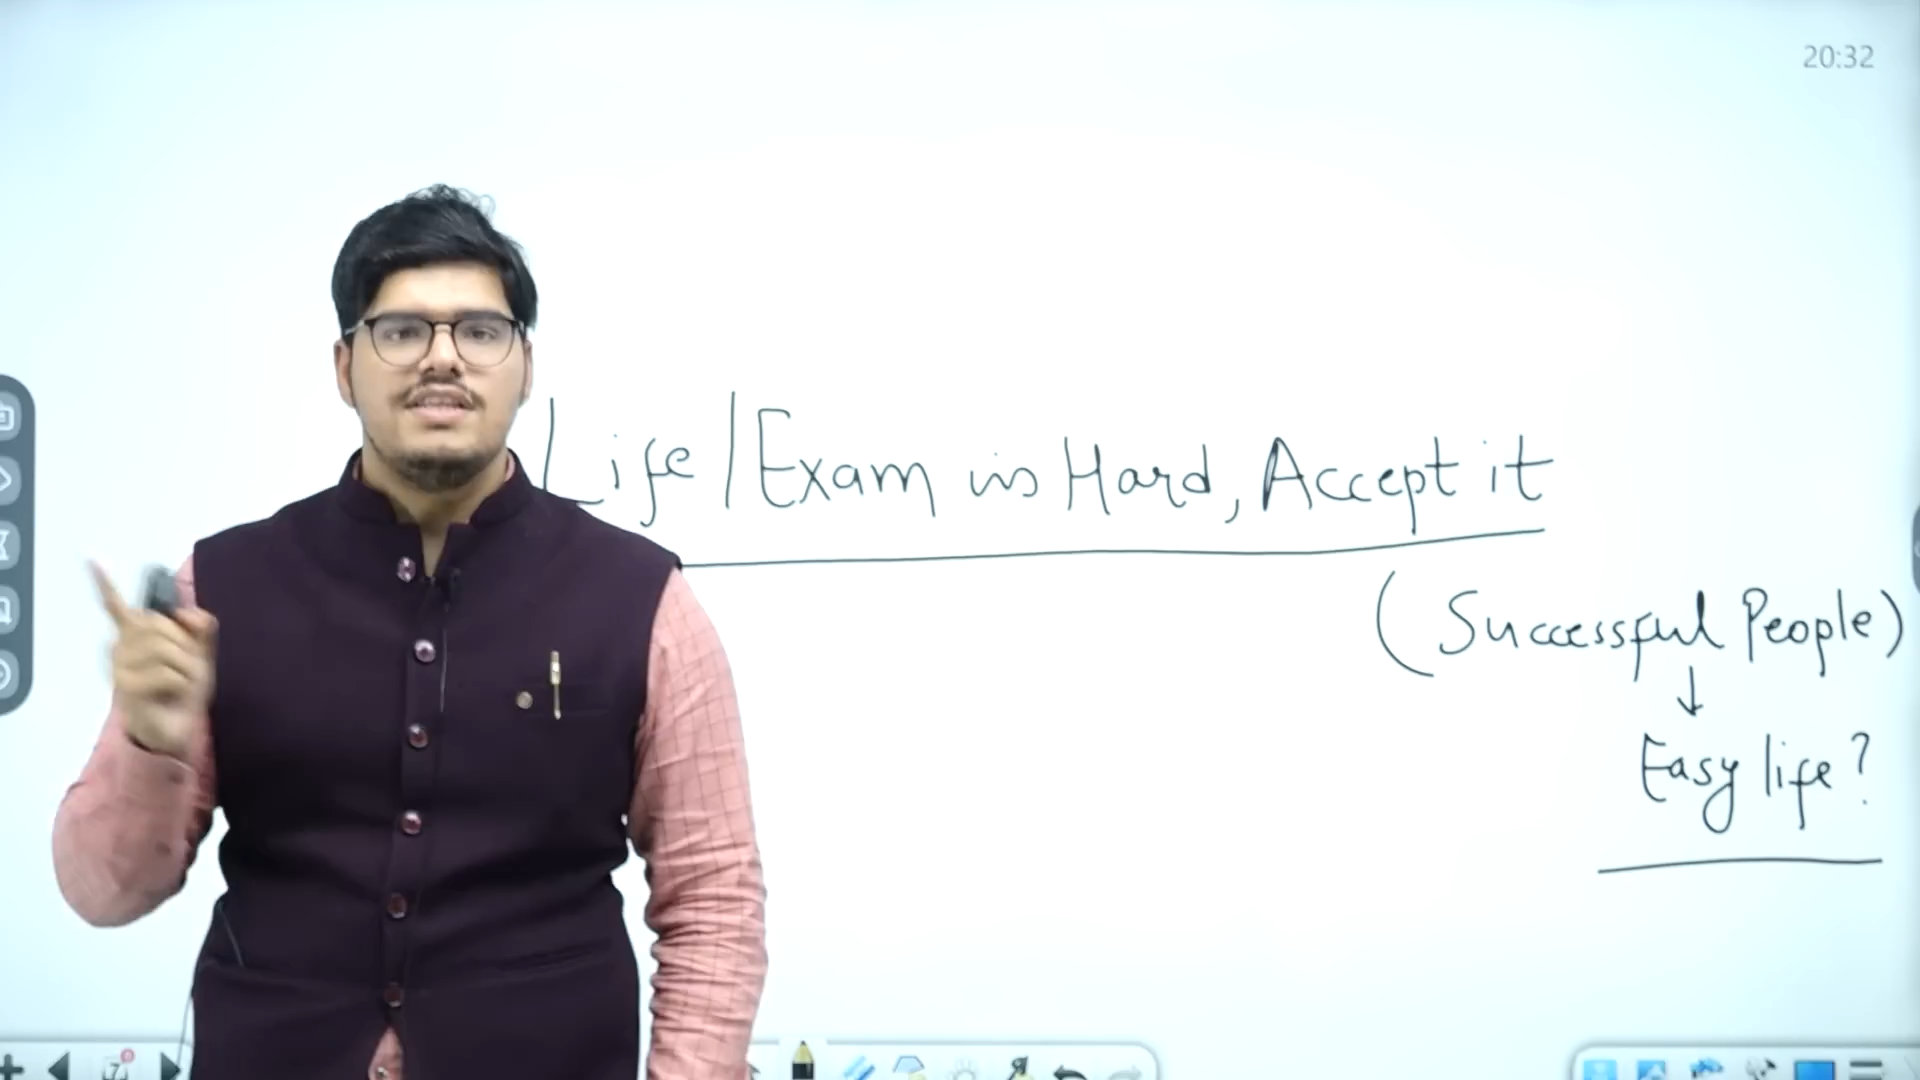 20:32
Life/Exam is Hard, Accept it
(Successful People)
↓
Easy life?